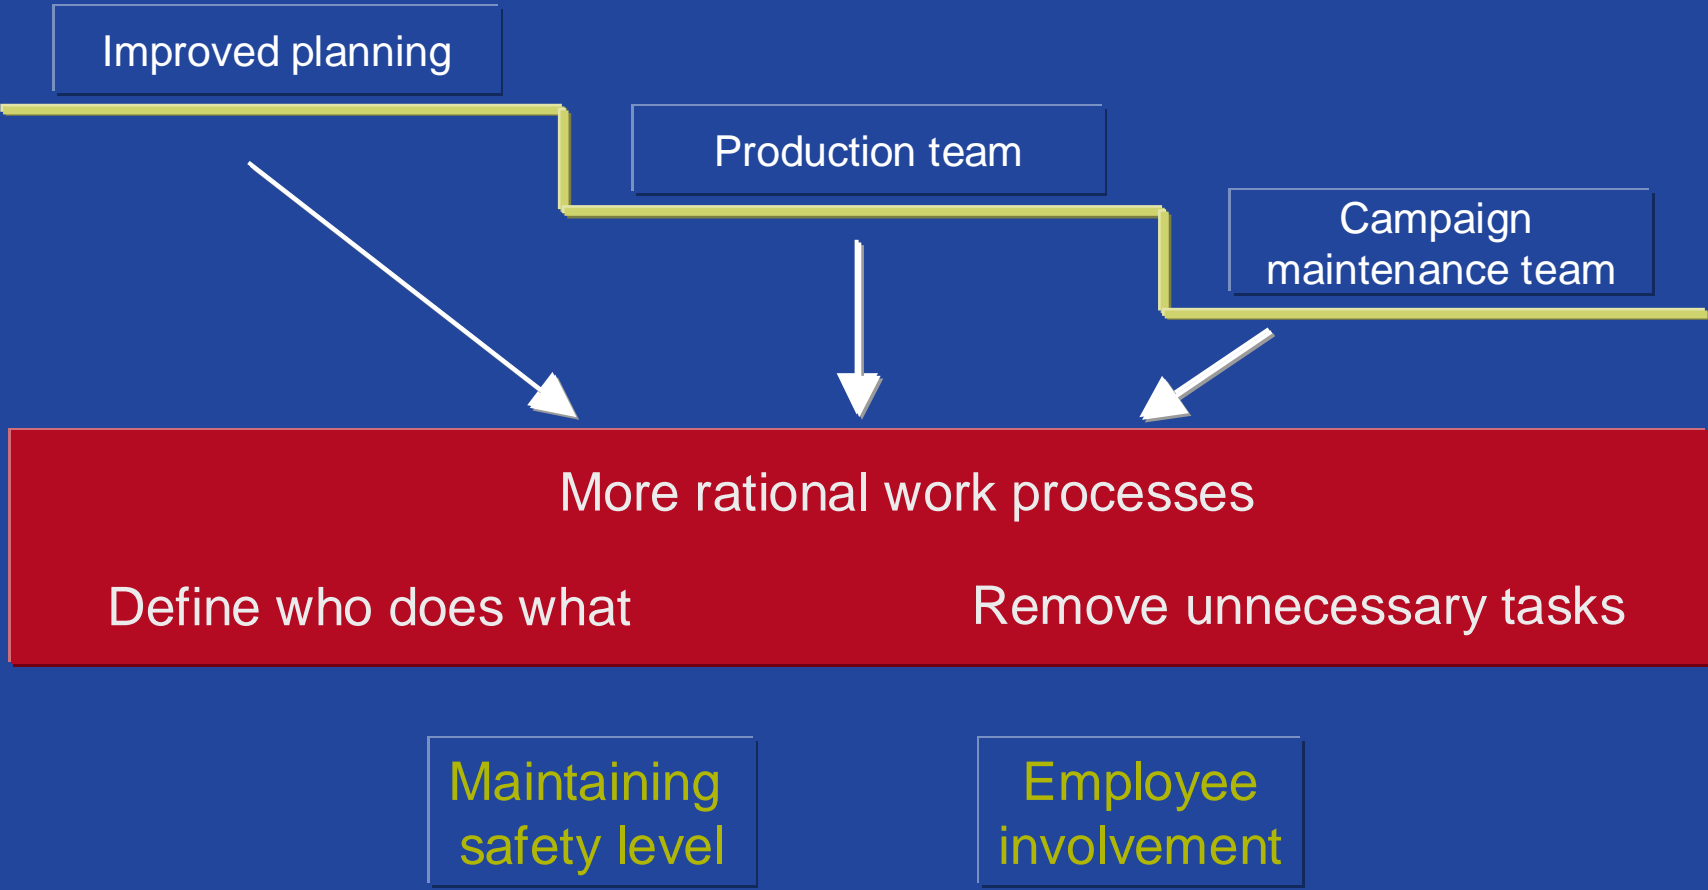 Improved planning
Production team
Campaign
maintenance team
More rational work processes
Define who does what
Remove unnecessary tasks
Maintaining
safety level
Employee
involvement